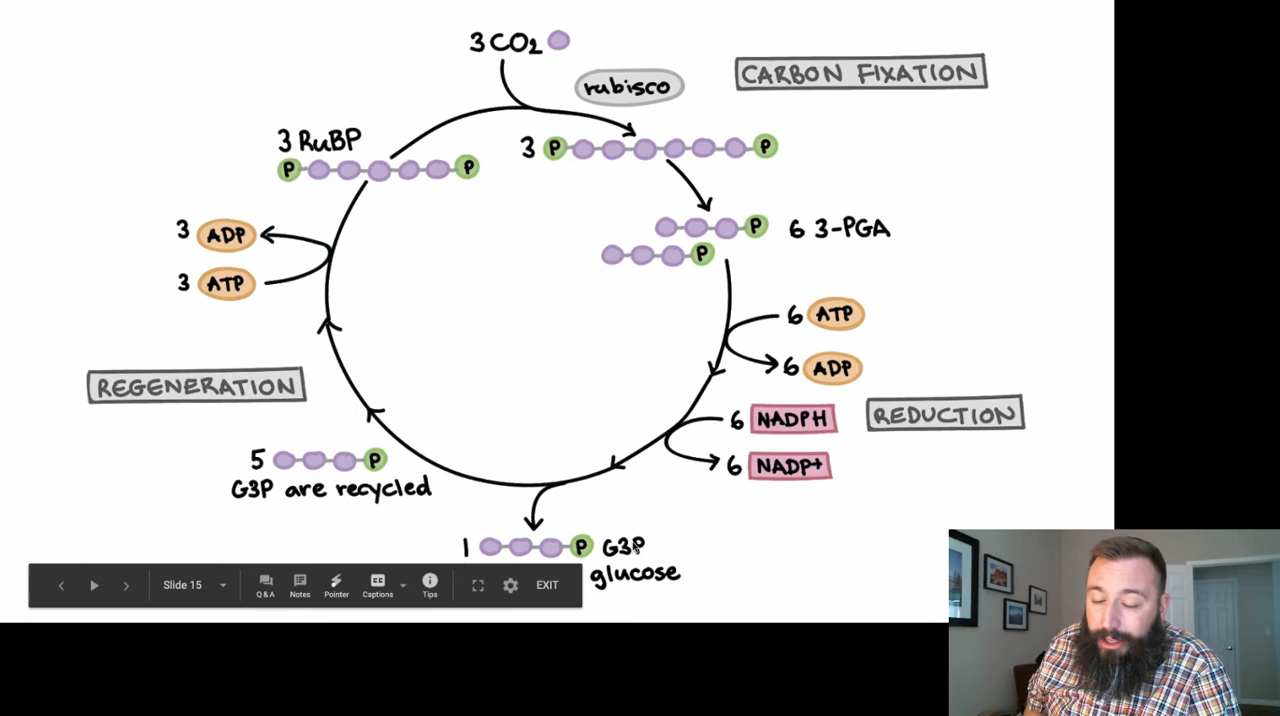 3 CO2
rubisco
CARBON FIXATION
3 RuBP
P P
3 P P
P 6 3-PGA
P
3 ADP
3 ATP
6 ATP
6 ADP
REGENERATION
6 NADPH
REDUCTION
6 NADP+
5 P
G3P are recycled
1 P G3P
glucose
Slide 15
Q & A
Notes
Pointer
CC
Captions
Tips
EXIT